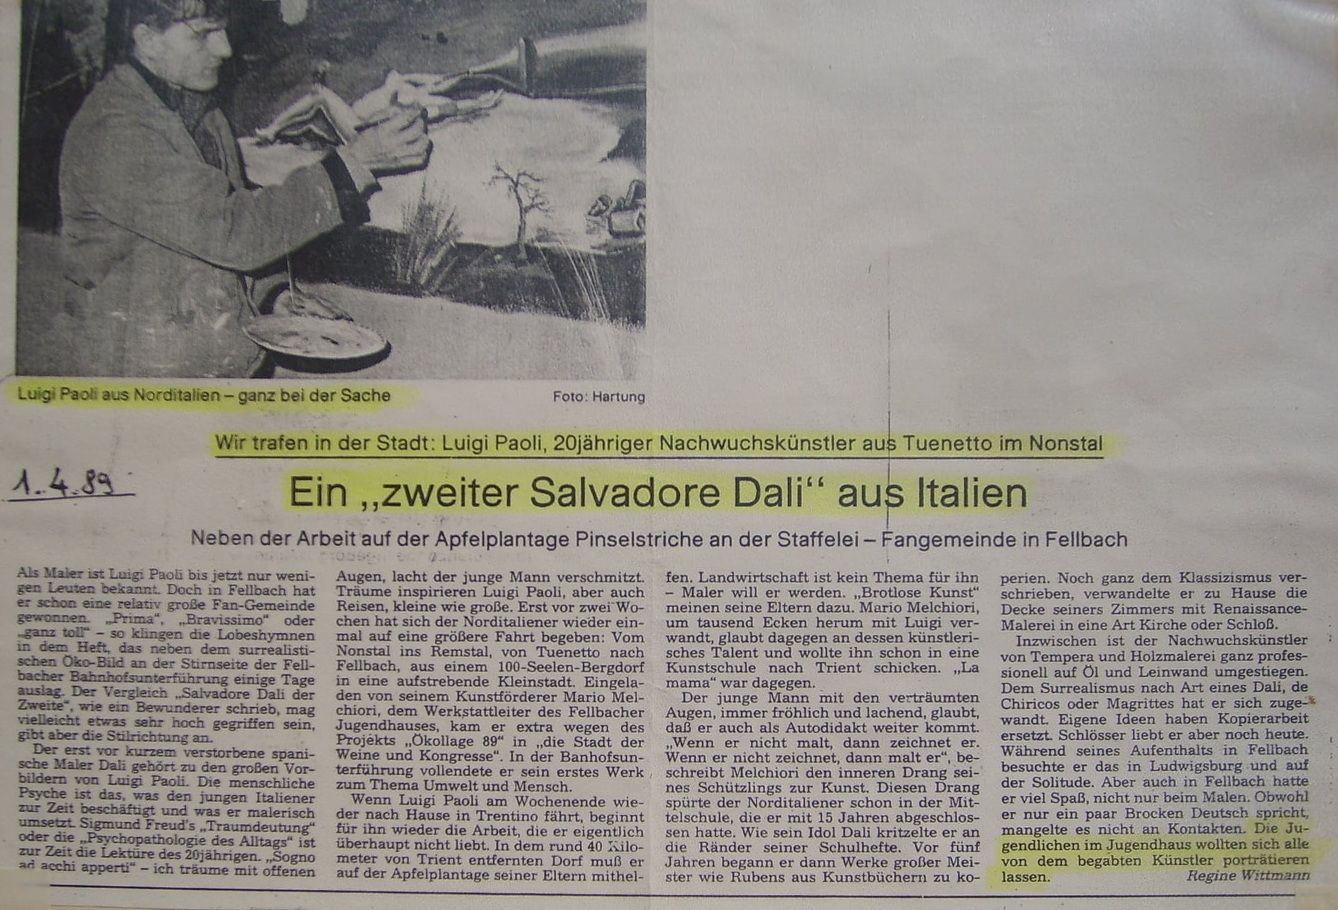 Luigi Paoli aus Norditalien – ganz bei der Sache
Foto: Hartung
Wir trafen in der Stadt: Luigi Paoli, 20jähriger Nachwuchskünstler aus Tuenetto im Nonstal
1.4.89
Ein „zweiter Salvadore Dali“ aus Italien
Neben der Arbeit auf der Apfelplantage Pinselstriche an der Staffelei – Fangemeinde in Fellbach
Als Maler ist Luigi Paoli bis jetzt nur weni-
gen Leuten bekannt. Doch in Fellbach hat
er schon eine relativ große Fan-Gemeinde
gewonnen. „Prima“, „Bravissimo“ oder
„ganz toll“ – so klingen die Lobeshymnen
in dem Heft, das neben dem surrealisti-
schen Öko-Bild an der Stirnseite der Fell-
bacher Bahnhofsunterführung einige Tage
auslag. Der Vergleich „Salvadore Dali der
Zweite“, wie ein Bewunderer schrieb, mag
vielleicht etwas sehr hoch gegriffen sein,
gibt aber die Stilrichtung an.
Der erst vor kurzem verstorbene spani-
sche Maler Dali gehört zu den großen Vor-
bildern von Luigi Paoli. Die menschliche
Psyche ist das, was den jungen Italiener
zur Zeit beschäftigt und was er malerisch
umsetzt. Sigmund Freud's „Traumdeutung“
oder die „Psychopathologie des Alltags“ ist
zur Zeit die Lektüre des 20jährigen. „Sogno
ad acchi apperti“ – ich träume mit offenen
Augen, lacht der junge Mann verschmitzt.
Träume inspirieren Luigi Paoli, aber auch
Reisen, kleine wie große. Erst vor zwei Wo-
chen hat sich der Norditaliener wieder ein-
mal auf eine größere Fahrt begeben: Vom
Nonstal ins Remstal, von Tuenetto nach
Fellbach, aus einem 100-Seelen-Bergdorf
in eine aufstrebende Kleinstadt. Eingela-
den von seinem Kunstförderer Mario Mel-
chiori, dem Werkstattleiter des Fellbacher
Jugendhauses, kam er extra wegen des
Projekts „Ökollage 89“ in „die Stadt der
Weine und Kongresse“. In der Banhofsun-
terführung vollendete er sein erstes Werk
zum Thema Umwelt und Mensch.
Wenn Luigi Paoli am Wochenende wie-
der nach Hause in Trentino fährt, beginnt
für ihn wieder die Arbeit, die er eigentlich
überhaupt nicht liebt. In dem rund 40 Kilo-
meter von Trient entfernten Dorf muß er
auf der Apfelplantage seiner Eltern mithel-
fen. Landwirtschaft ist kein Thema für ihn
– Maler will er werden. „Brotlose Kunst“
meinen seine Eltern dazu. Mario Melchiori,
um tausend Ecken herum mit Luigi ver-
wandt, glaubt dagegen an dessen künstleri-
sches Talent und wollte ihn schon in eine
Kunstschule nach Trient schicken. „La
mama“ war dagegen.
Der junge Mann mit den verträumten
Augen, immer fröhlich und lachend, glaubt,
daß er auch als Autodidakt weiter kommt.
„Wenn er nicht malt, dann zeichnet er.
Wenn er nicht zeichnet, dann malt er“, be-
schreibt Melchiori den inneren Drang sei-
nes Schützlings zur Kunst. Diesen Drang
spürte der Norditaliener schon in der Mit-
telschule, die er mit 15 Jahren abgeschlos-
sen hatte. Wie sein Idol Dali kritzelte er an
die Ränder seiner Schulhefte. Vor fünf
Jahren begann er dann Werke großer Mei-
ster wie Rubens aus Kunstbüchern zu ko-
perien. Noch ganz dem Klassizismus ver-
schrieben, verwandelte er zu Hause die
Decke seiners Zimmers mit Renaissance-
Malerei in eine Art Kirche oder Schloß.
Inzwischen ist der Nachwuchskünstler
von Tempera und Holzmalerei ganz profes-
sionell auf Öl und Leinwand umgestiegen.
Dem Surrealismus nach Art eines Dali, de
Chiricos oder Magrittes hat er sich zuge-
wandt. Eigene Ideen haben Kopierarbeit
ersetzt. Schlösser liebt er aber noch heute.
Während seines Aufenthalts in Fellbach
besuchte er das in Ludwigsburg und auf
der Solitude. Aber auch in Fellbach hatte
er viel Spaß, nicht nur beim Malen. Obwohl
er nur ein paar Brocken Deutsch spricht,
mangelte es nicht an Kontakten. Die Ju-
gendlichen im Jugendhaus wollten sich alle
von dem begabten Künstler porträtieren
lassen.
Regine Wittmann